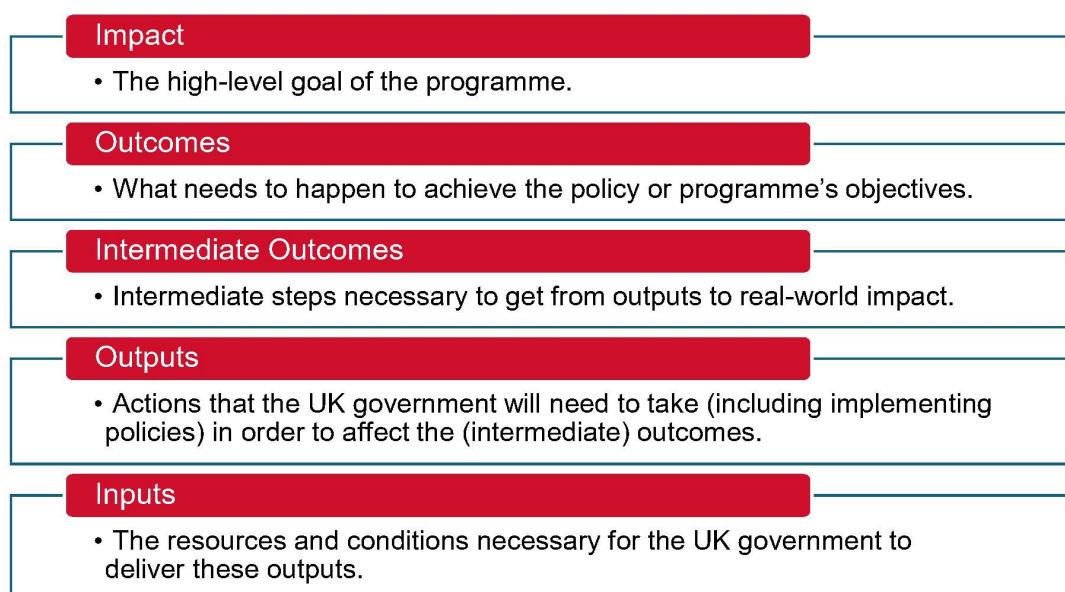 Impact
• The high-level goal of the programme.
Outcomes
• What needs to happen to achieve the policy or programme’s objectives.
Intermediate Outcomes
• Intermediate steps necessary to get from outputs to real-world impact.
Outputs
• Actions that the UK government will need to take (including implementing
policies) in order to affect the (intermediate) outcomes.
Inputs
• The resources and conditions necessary for the UK government to
deliver these outputs.